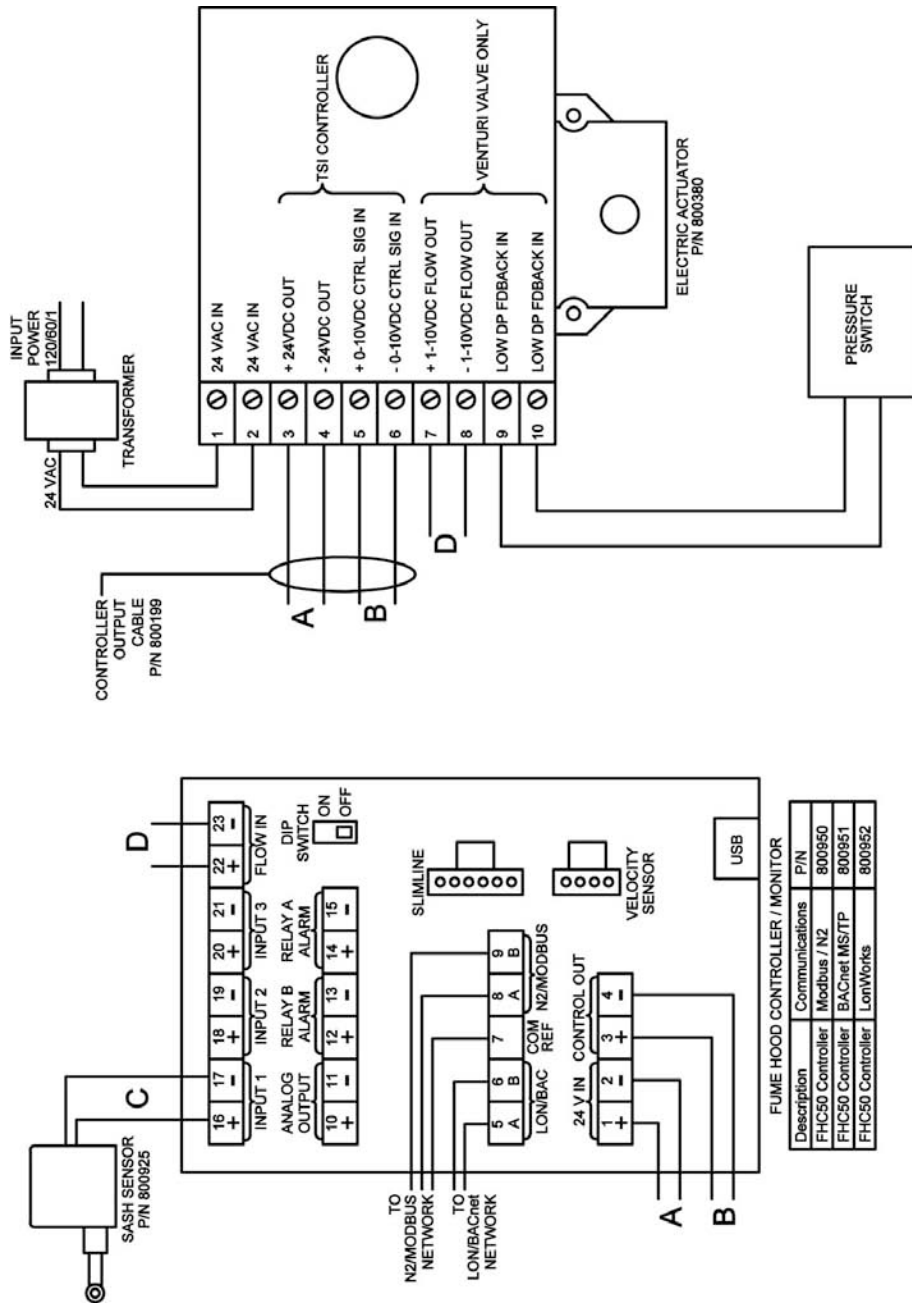 SASH SENSOR
P/N 800925
C
D
16 17 18 19 20 21 22 23
+ - + - + - + -
INPUT 1 INPUT 2 INPUT 3 FLOW IN
ANALOG OUTPUT
RELAY B ALARM
RELAY A ALARM
10 11 12 13 14 15
+ - + - + -
DIP SWITCH
ON
OFF
TO
N2/MODBUS
NETWORK
TO
LON/BACnet
NETWORK
5 6 7 8 9
A B A B
LON/BAC
COM REF
N2/MODBUS
SLIMLINE
24 V IN
CONTROL OUT
1 2 3 4
+ - + -
VELOCITY
SENSOR
A
B
USB
FUME HOOD CONTROLLER / MONITOR
Description Communications P/N
FHC50 Controller Modbus / N2 800950
FHC50 Controller BACnet MS/TP 800951
FHC50 Controller LonWorks 800952
CONTROLLER
OUTPUT
CABLE
P/N 800199
24 VAC
INPUT
POWER
120/60/1
TRANSFORMER
A
B
D
1 24 VAC IN
2 24 VAC IN
3 + 24VDC OUT
4 - 24VDC OUT
5 + 0-10VDC CTRL SIG IN
6 - 0-10VDC CTRL SIG IN
7 + 1-10VDC FLOW OUT
8 - 1-10VDC FLOW OUT
9 LOW DP FDBACK IN
10 LOW DP FDBACK IN
TSI CONTROLLER
VENTURI VALVE ONLY
ELECTRIC ACTUATOR
P/N 800380
PRESSURE
SWITCH